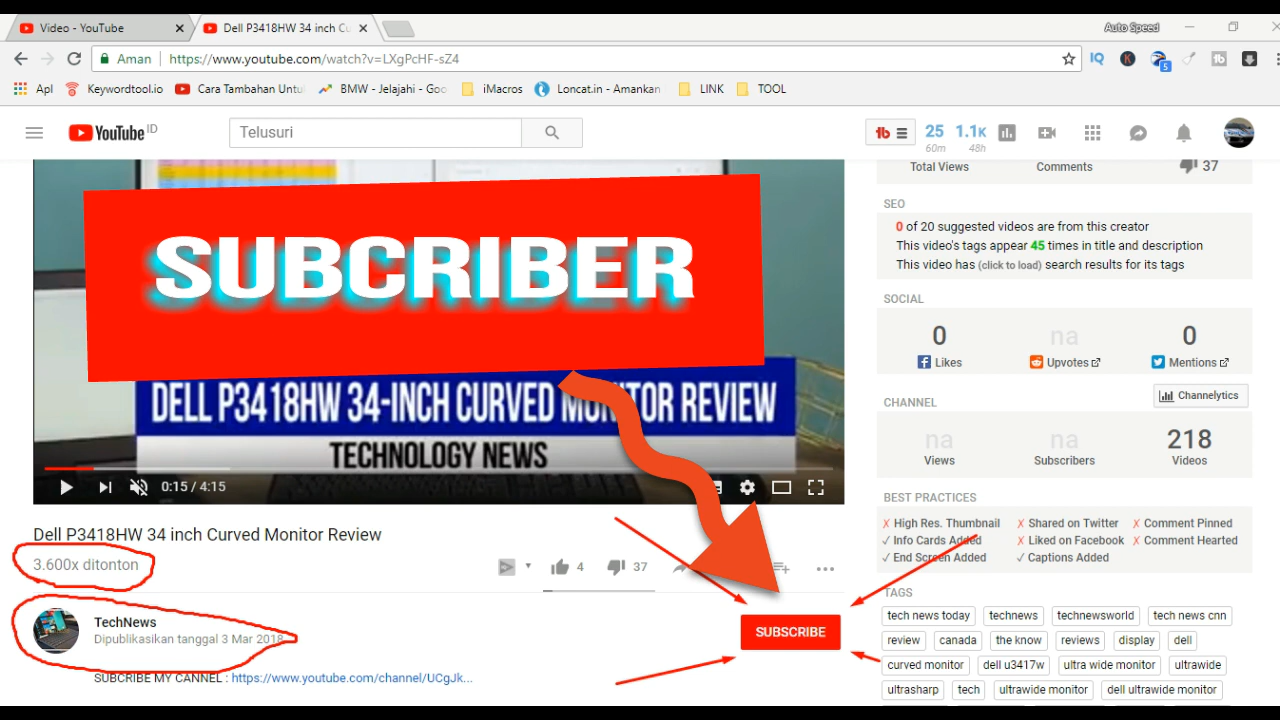 Video - YouTube
Dell P3418HW 34 inch Cu
Auto Speed
Aman
https://www.youtube.com/watch?v=LXgPcHF-sZ4
IQ
K
5
tb
Apl
Keywordtool.io
Cara Tambahan Untu
BMW - Jelajahi - Goo
iMacros
Loncat.in - Amankan
LINK
TOOL
YouTube ID
Telusuri
tb
25
60m
1.1K
48h
Total Views
Comments
37
SUBCRIBER
DELL P3418HW 34-INCH CURVED MONITOR REVIEW
TECHNOLOGY NEWS
0:15 / 4:15
SEO
0 of 20 suggested videos are from this creator
This video's tags appear 45 times in title and description
This video has (click to load) search results for its tags
SOCIAL
0
na
0
Likes
Upvotes
Mentions
CHANNEL
Channelytics
na
na
218
Views
Subscribers
Videos
BEST PRACTICES
✗ High Res. Thumbnail
✗ Shared on Twitter
✗ Comment Pinned
✓ Info Cards Added
✗ Liked on Facebook
✗ Comment Hearted
✓ End Screen Added
✓ Captions Added
Dell P3418HW 34 inch Curved Monitor Review
3.600x ditonton
4
37
TechNews
Dipublikasikan tanggal 3 Mar 2018
SUBSCRIBE
SUBCRIBE MY CANNEL : https://www.youtube.com/channel/UCgJk...
TAGS
tech news today
technews
technewsworld
tech news cnn
review
canada
the know
reviews
display
dell
curved monitor
dell u3417w
ultra wide monitor
ultrawide
ultrasharp
tech
ultrawide monitor
dell ultrawide monitor